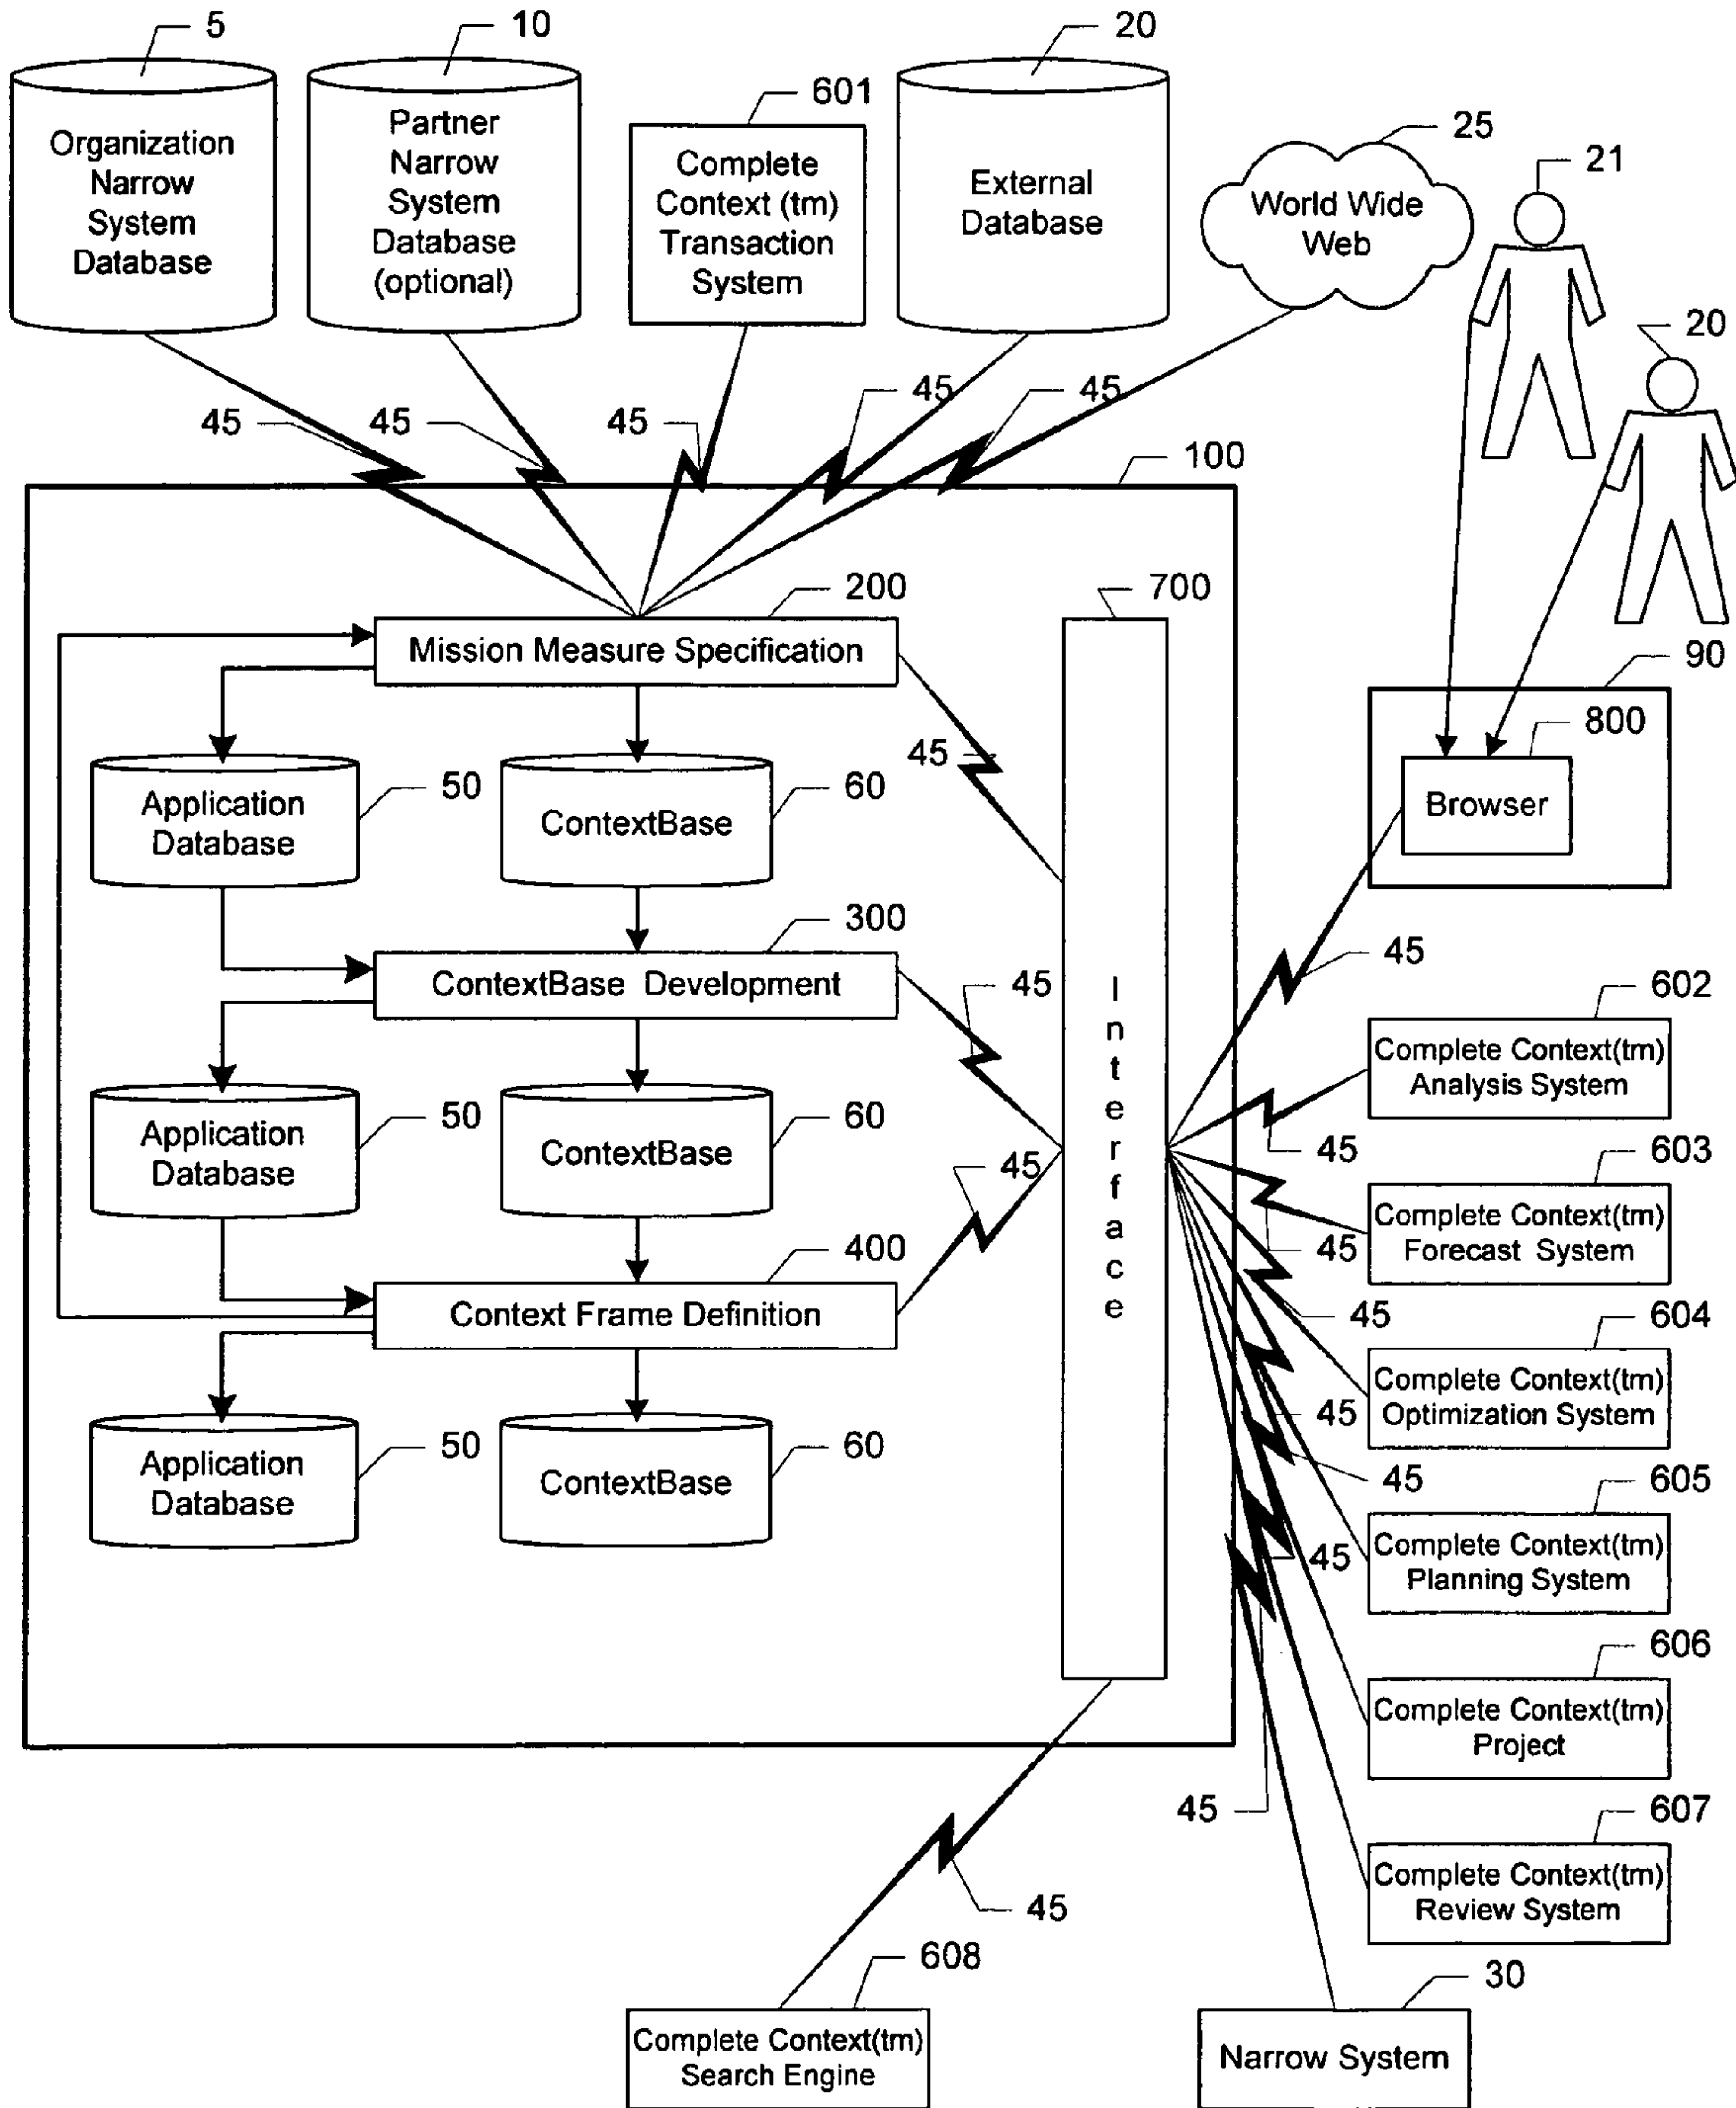 5
10
20
Organization
Narrow
System
Database
Partner
Narrow
System
Database
(optional)
601
Complete
Context (tm)
Transaction
System
External
Database
25
World Wide
Web
21
20
45
45
45
45
45
100
200
700
Mission Measure Specification
90
800
Browser
45
Application
Database
50
ContextBase
60
300
ContextBase Development
45
45
602
Complete Context(tm)
Analysis System
45
Interface
Application
Database
50
ContextBase
60
45
603
Complete Context(tm)
Forecast System
45
400
Context Frame Definition
45
604
Complete Context(tm)
Optimization System
45
45
Application
Database
50
ContextBase
60
605
Complete Context(tm)
Planning System
45
606
Complete Context(tm)
Project
45
607
Complete Context(tm)
Review System
45
608
Complete Context(tm)
Search Engine
30
Narrow System